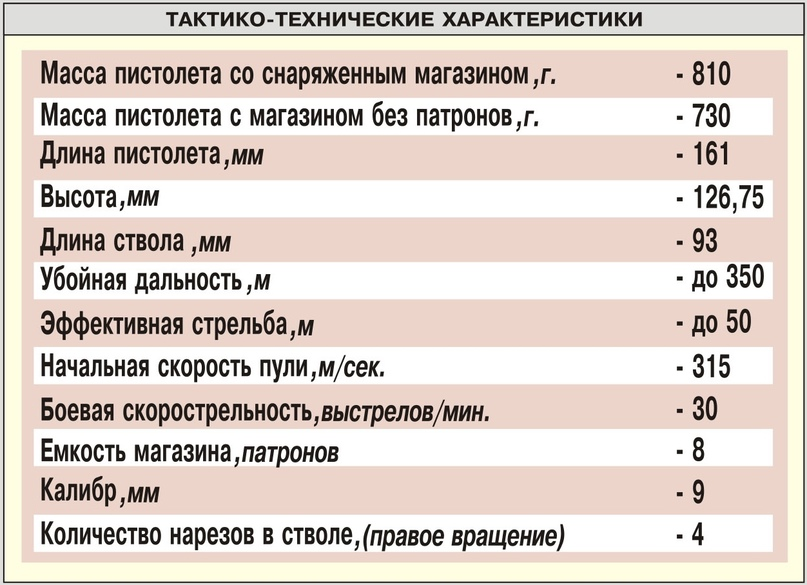 ТАКТИКО-ТЕХНИЧЕСКИЕ ХАРАКТЕРИСТИКИ
Масса пистолета со снаряженным магазином,г. - 810
Масса пистолета с магазином без патронов,г. - 730
Длина пистолета,мм - 161
Высота,мм - 126,75
Длина ствола ,мм - 93
Убойная дальность,м - до 350
Эффективная стрельба,м - до 50
Начальная скорость пули,м/сек. - 315
Боевая скорострельность,выстрелов/мин. - 30
Емкость магазина,патронов - 8
Калибр,мм - 9
Количество нарезов в стволе,(правое вращение) - 4